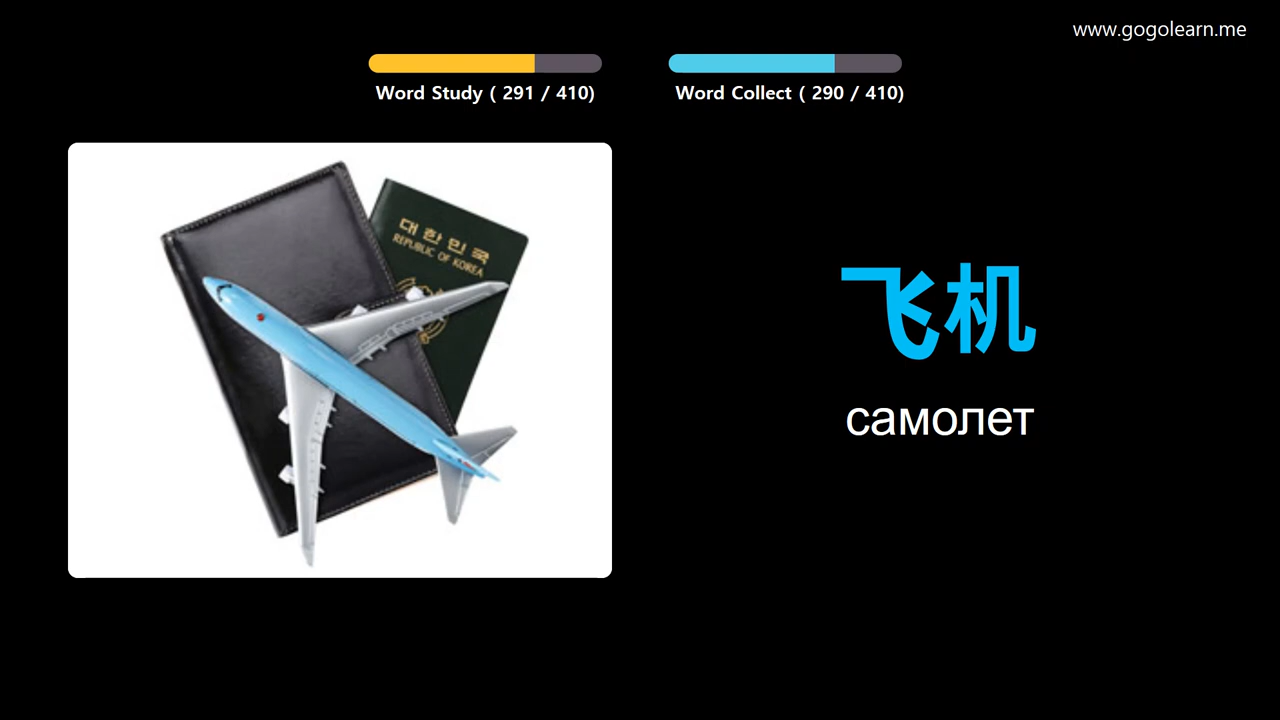 www.gogolearn.me
Word Study ( 291 / 410)
Word Collect ( 290 / 410)
대한민국
REPUBLIC OF KOREA
飞机
самолет